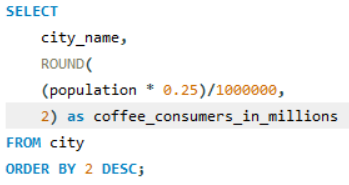 SELECT
city_name,
ROUND(
(population * 0.25)/1000000,
2) as coffee_consumers_in_millions
FROM city
ORDER BY 2 DESC;